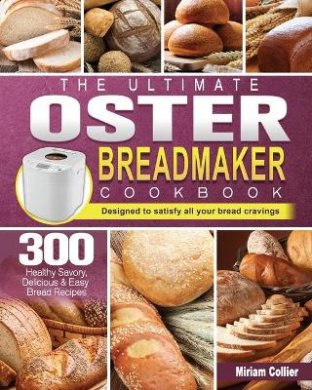 THE ULTIMATE
OSTER
BREADMAKER
COOKBOOK
Designed to satisfy all your bread cravings
300
Healthy Savory,
Delicious & Easy
Bread Recipes
Miriam Collier